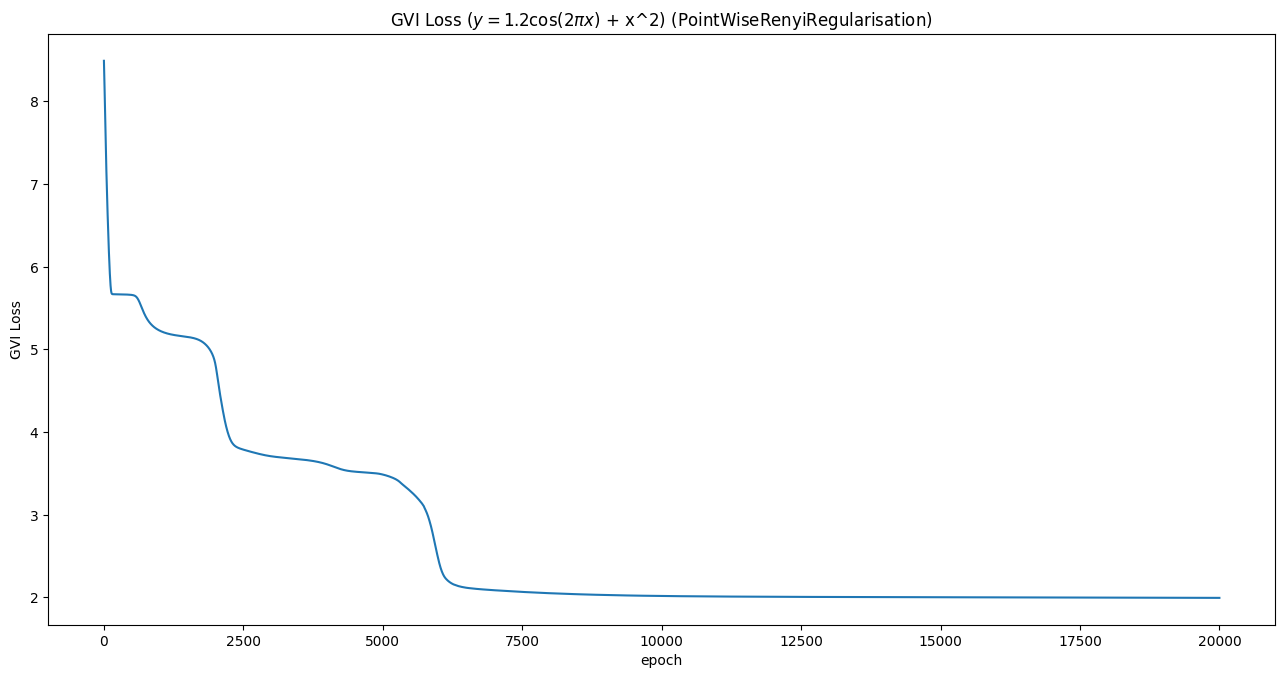 GVI Loss (y = 1.2cos(2πx) + x^2) (PointWiseRenyiRegularisation)
GVI Loss
8
7
6
5
4
3
2
0 2500 5000 7500 10000 12500 15000 17500 20000
epoch